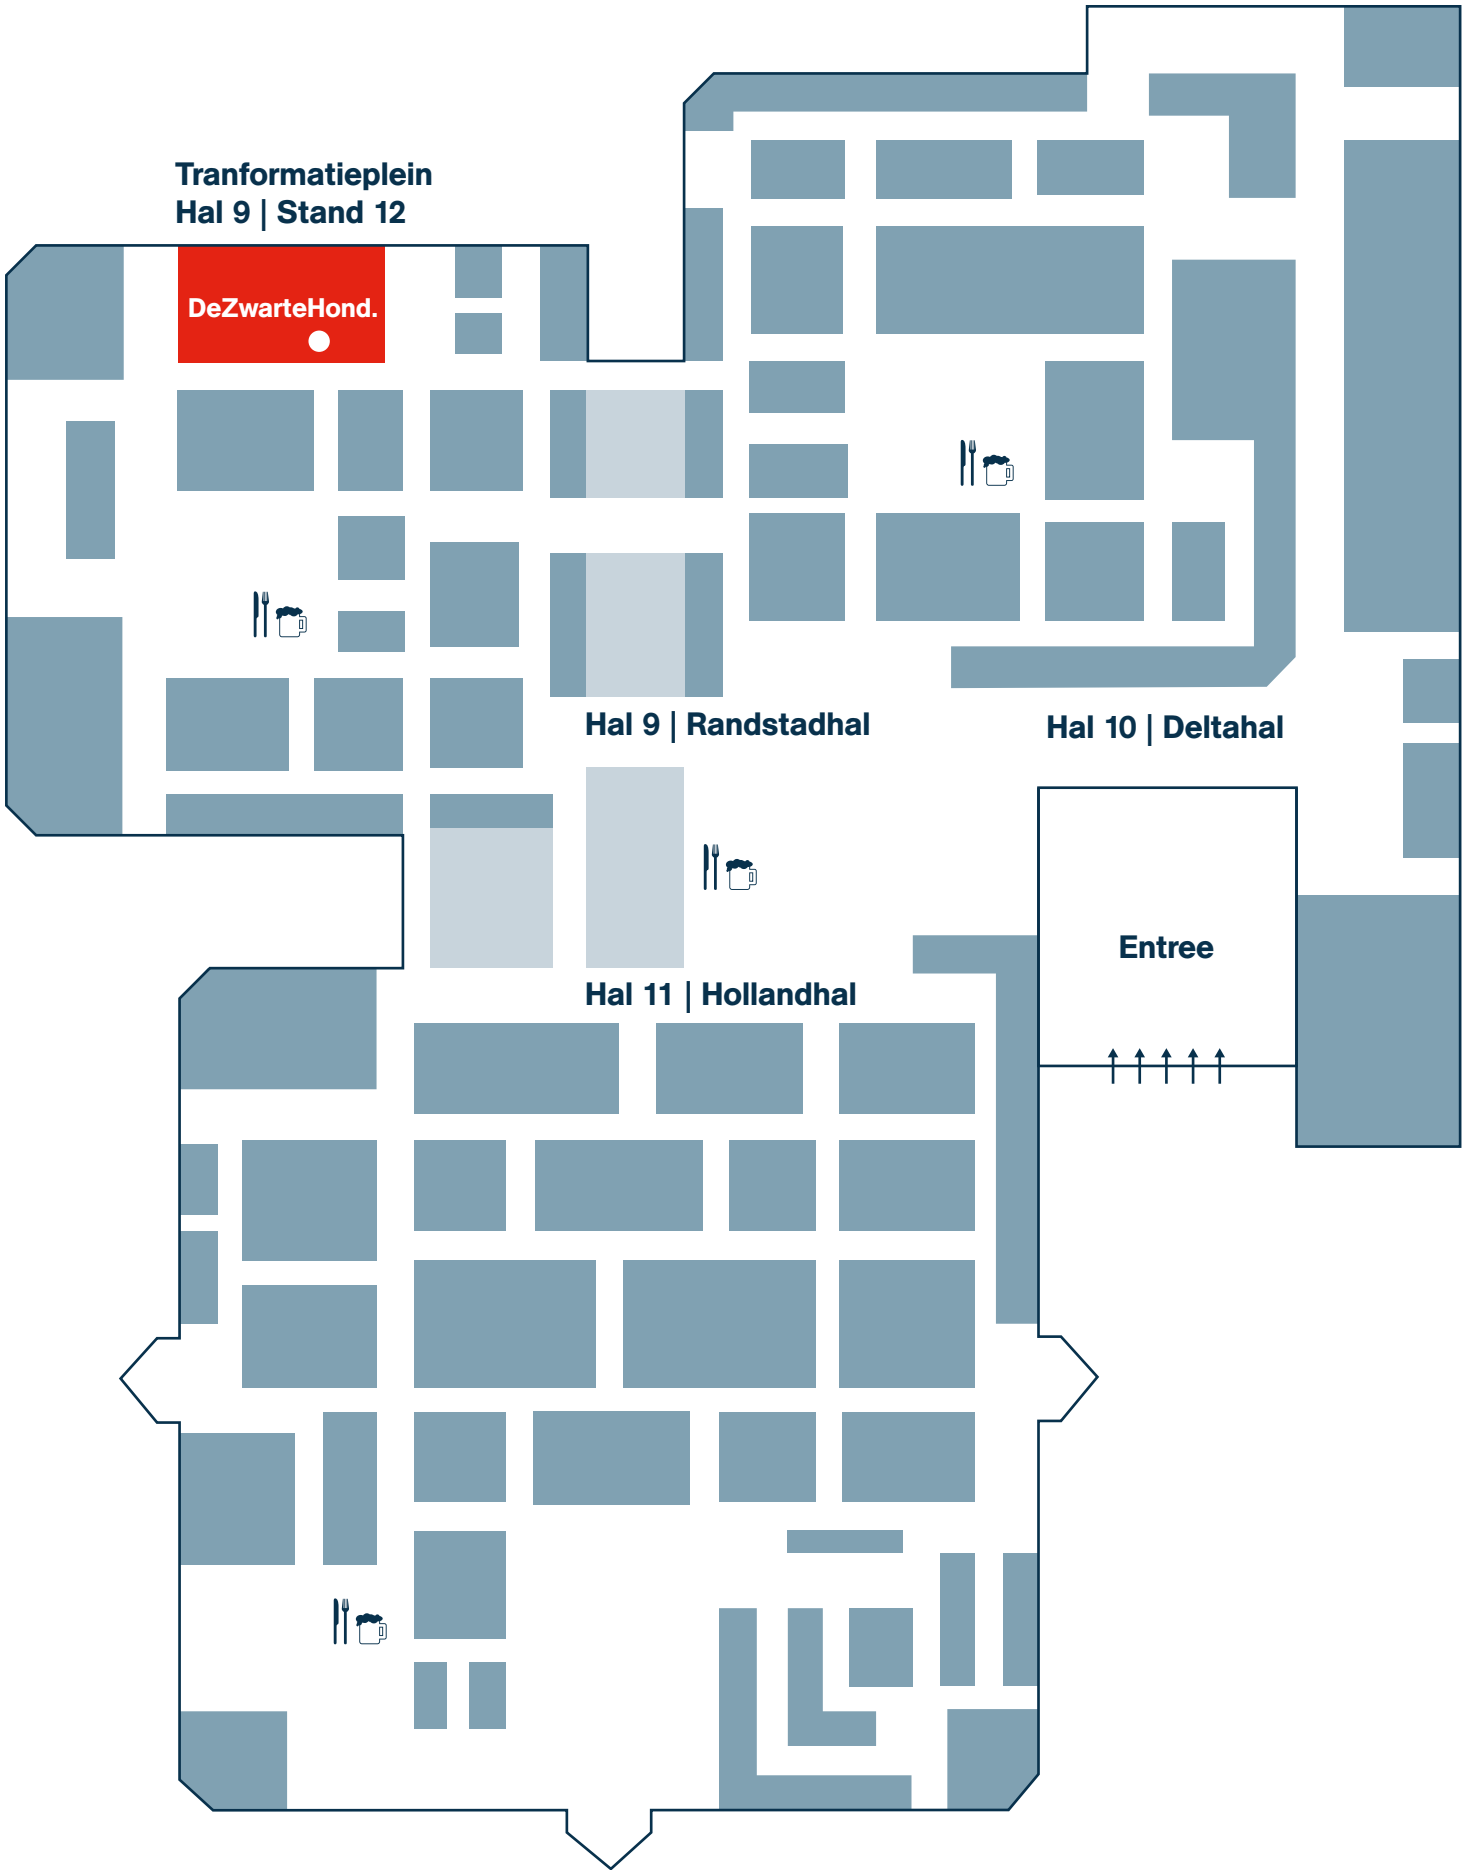 Tranformatieplein
Hal 9 | Stand 12
DeZwarteHond.
Hal 9 | Randstadhal
Hal 10 | Deltahal
Entree
Hal 11 | Hollandhal